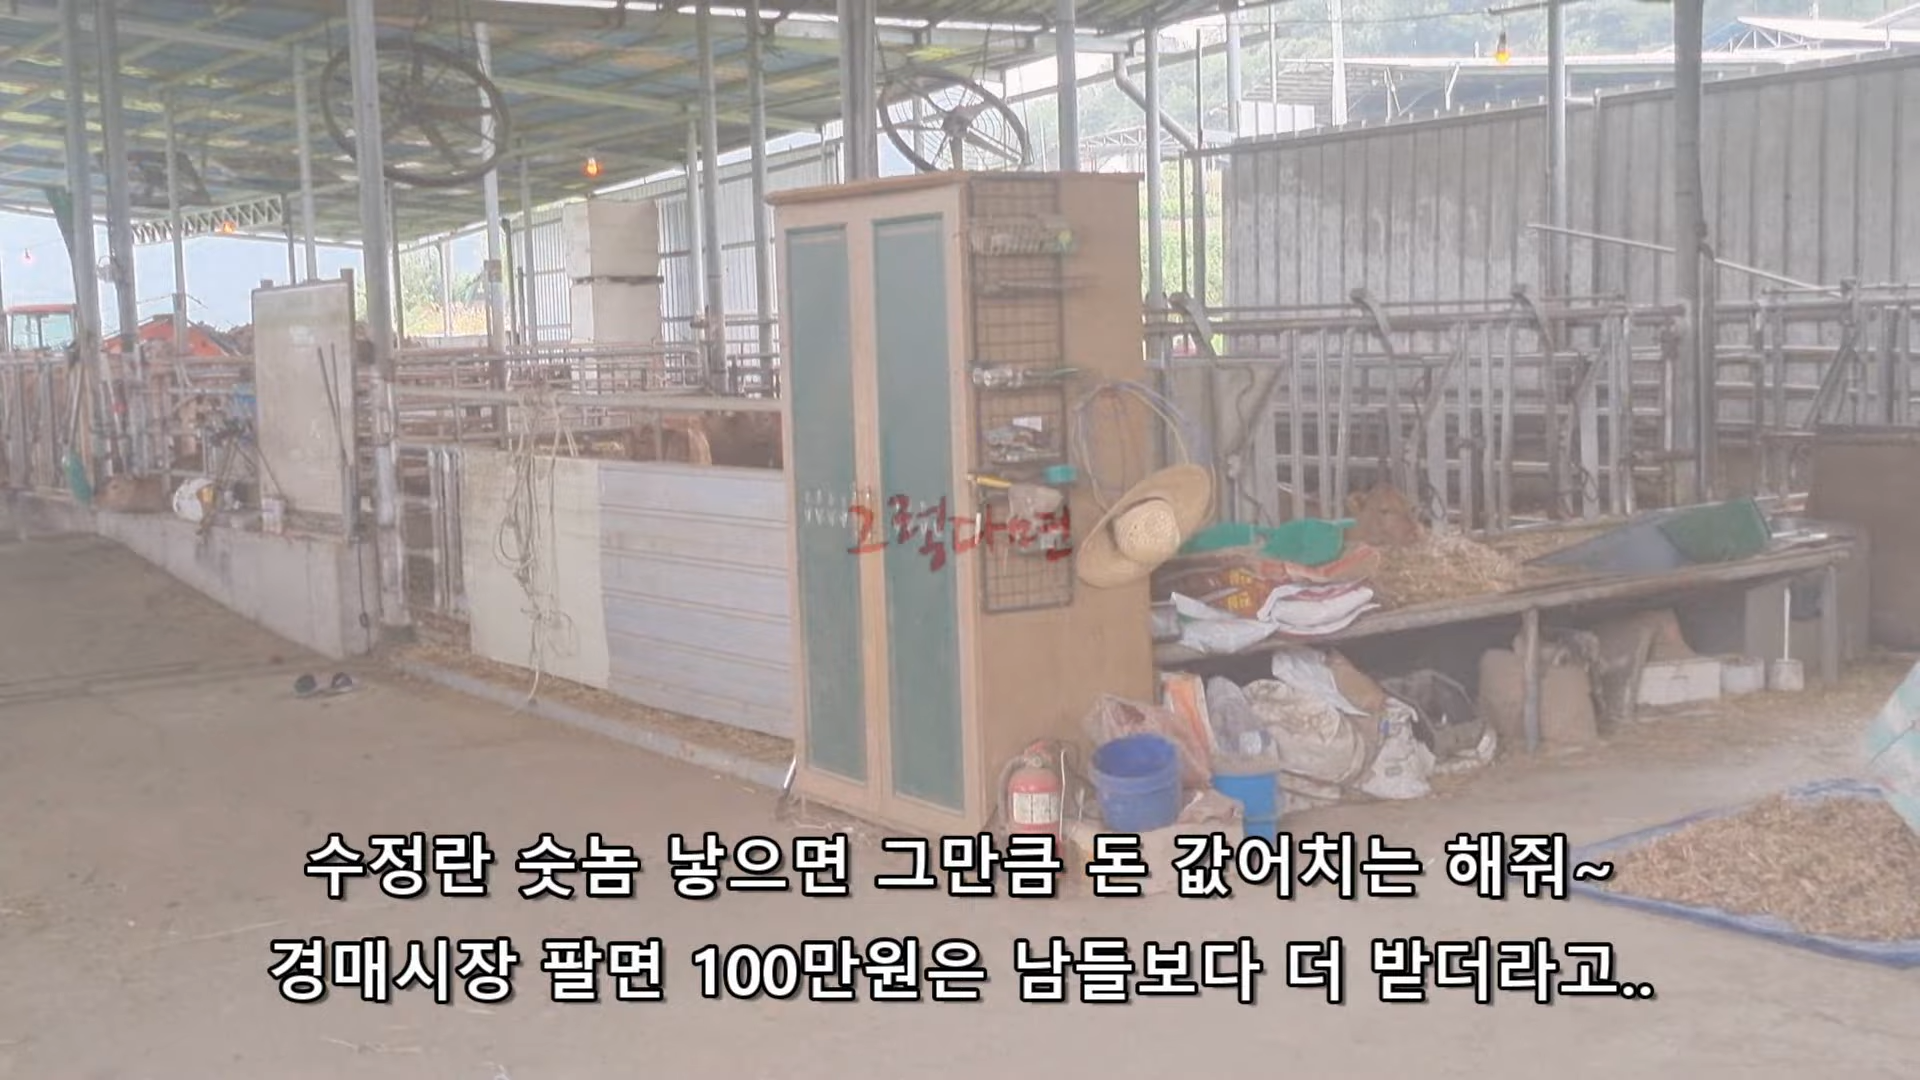 그렇다면
수정란 숫놈 낳으면 그만큼 돈 값어치는 해줘~
경매시장 팔면 100만원은 남들보다 더 받더라고..